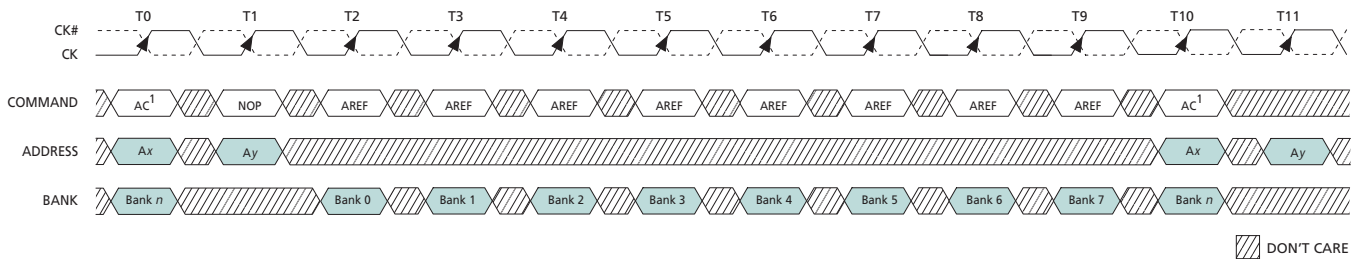 T0 T1 T2 T3 T4 T5 T6 T7 T8 T9 T10 T11
CK#
CK
COMMAND AC1 NOP AREF AREF AREF AREF AREF AREF AREF AREF AC1
ADDRESS Ax Ay Ax Ay
BANK Bank n Bank 0 Bank 1 Bank 2 Bank 3 Bank 4 Bank 5 Bank 6 Bank 7 Bank n
DON'T CARE